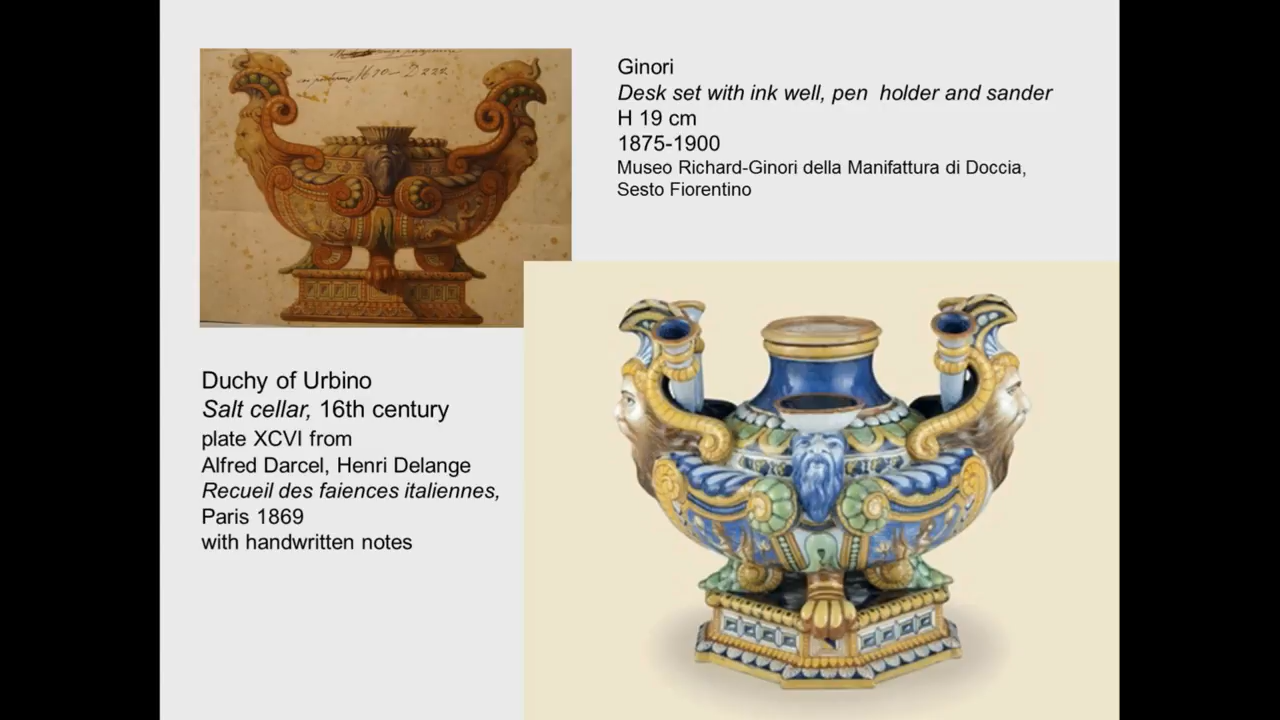 H 70 - D 222
Ginori
Desk set with ink well, pen holder and sander
H 19 cm
1875-1900
Museo Richard-Ginori della Manifattura di Doccia,
Sesto Fiorentino
Duchy of Urbino
Salt cellar, 16th century
plate XCVI from
Alfred Darcel, Henri Delange
Recueil des faiences italiennes,
Paris 1869
with handwritten notes